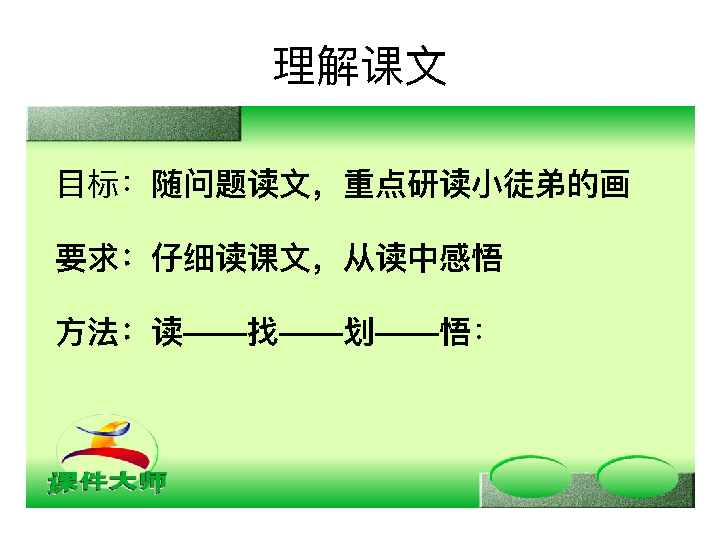 理解课文
目标：随问题读文，重点研读小徒弟的画
要求：仔细读课文，从读中感悟
方法：读——找——划——悟：
课件大师